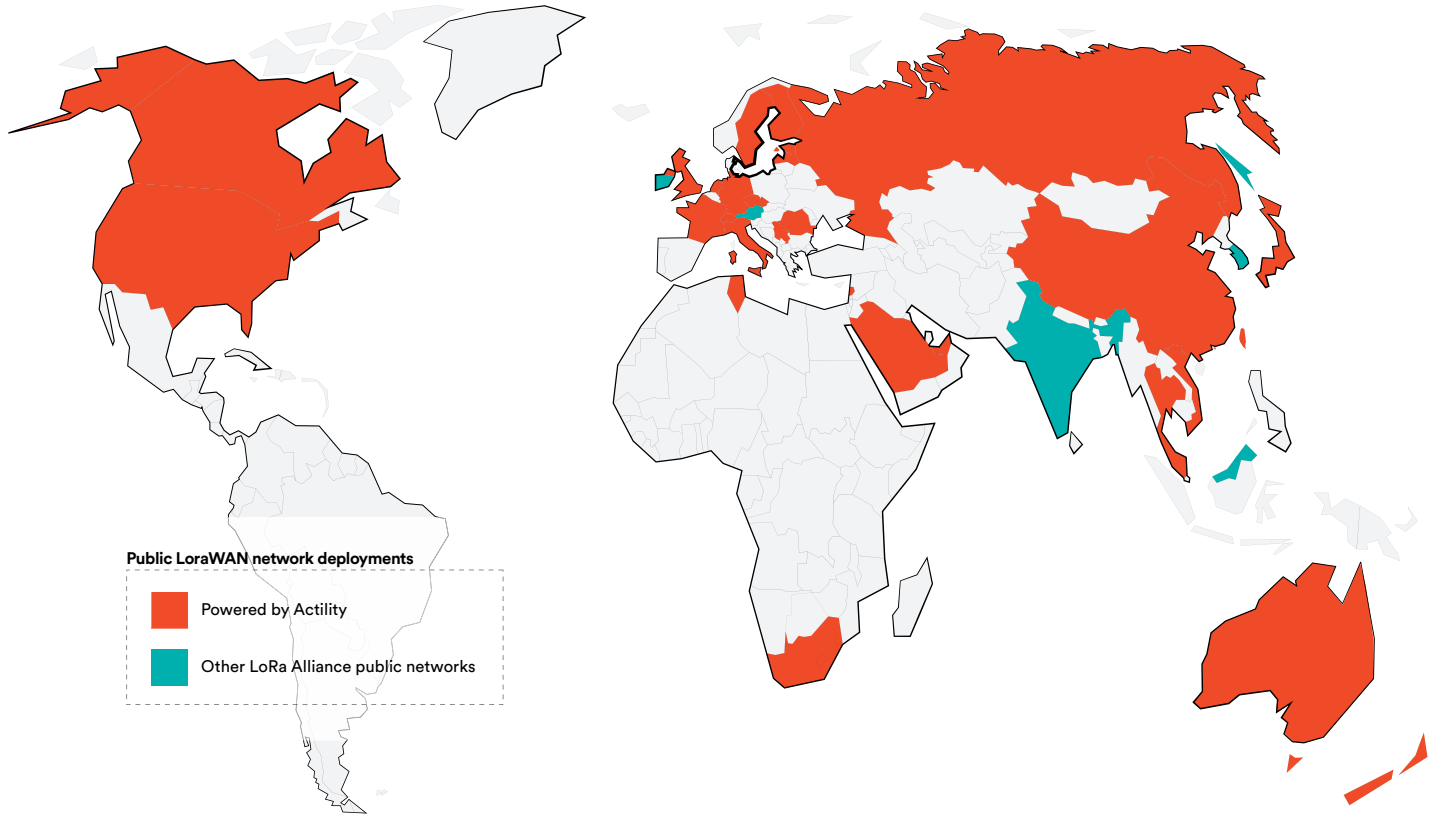 Public LoraWAN network deployments
Powered by Actility
Other LoRa Alliance public networks